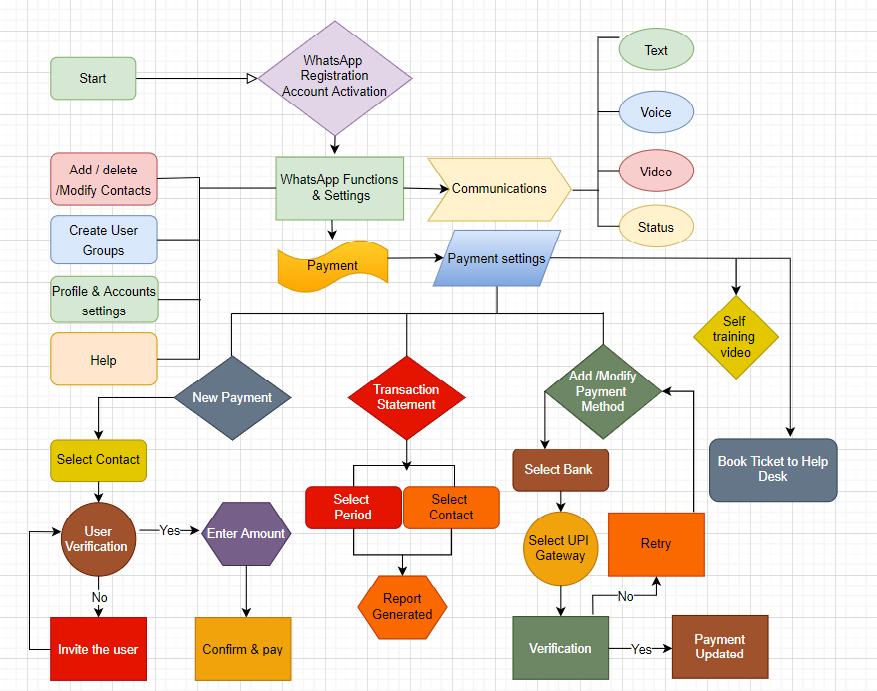 Start
WhatsApp
Registration
Account Activation
Text
Voice
Video
Status
Add / delete
/Modify Contacts
WhatsApp Functions
& Settings
Communications
Create User
Groups
Payment
Payment settings
Profile & Accounts
settings
Help
Self
training
video
New Payment
Transaction
Statement
Add /Modify
Payment
Method
Select Contact
Select Bank
Book Ticket to Help
Desk
Select
Period
Select
Contact
User
Verification
Yes
Enter Amount
Select UPI
Gateway
Retry
No
Report
Generated
No
Invite the user
Confirm & pay
Verification
Yes
Payment
Updated